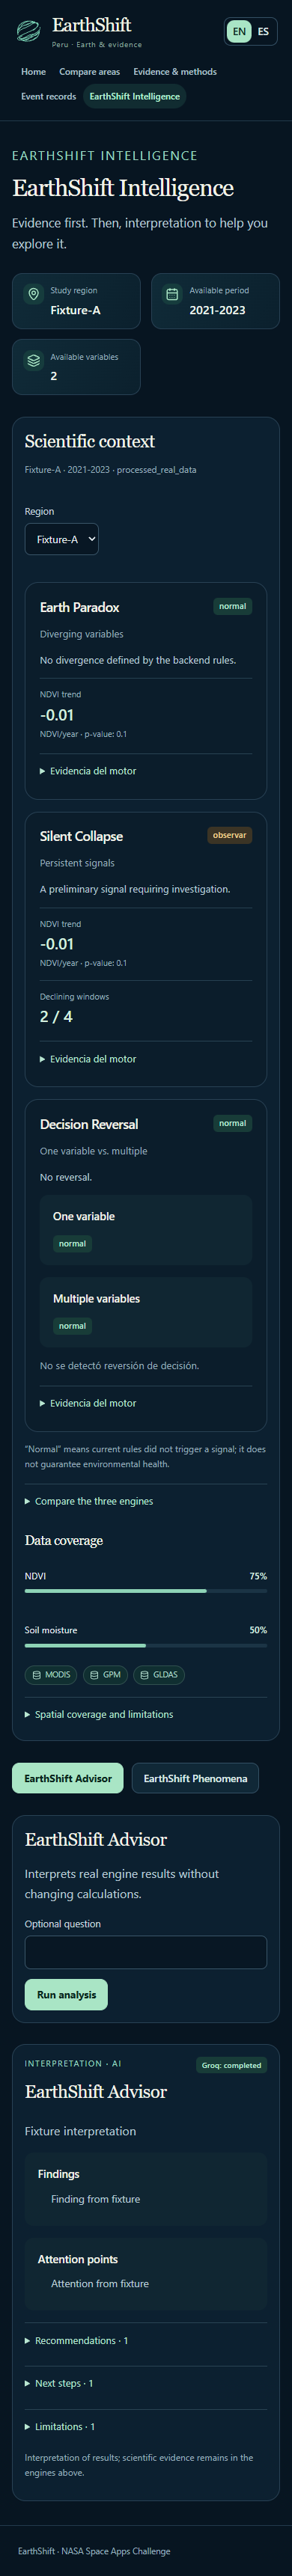 EarthShift
Peru · Earth & evidence
EN ES
Home Compare areas Evidence & methods
Event records EarthShift Intelligence
EARTHSHIFT INTELLIGENCE
EarthShift Intelligence
Evidence first. Then, interpretation to help you
explore it.
Study region
Fixture-A
Available period
2021-2023
Available variables
2
Scientific context
Fixture-A · 2021-2023 · processed_real_data
Region
Fixture-A
Earth Paradox
normal
Diverging variables
No divergence defined by the backend rules.
NDVI trend
-0.01
NDVI/year · p-value: 0.1
Evidencia del motor
Silent Collapse
observar
Persistent signals
A preliminary signal requiring investigation.
NDVI trend
-0.01
NDVI/year · p-value: 0.1
Declining windows
2 / 4
Evidencia del motor
Decision Reversal
normal
One variable vs. multiple
No reversal.
One variable
normal
Multiple variables
normal
No se detectó reversión de decisión.
Evidencia del motor
“Normal” means current rules did not trigger a signal; it does
not guarantee environmental health.
Compare the three engines
Data coverage
NDVI 75%
Soil moisture 50%
MODIS GPM GLDAS
Spatial coverage and limitations
EarthShift Advisor EarthShift Phenomena
EarthShift Advisor
Interprets real engine results without
changing calculations.
Optional question
Run analysis
INTERPRETATION · AI
Groq: completed
EarthShift Advisor
Fixture interpretation
Findings
Finding from fixture
Attention points
Attention from fixture
Recommendations · 1
Next steps · 1
Limitations · 1
Interpretation of results; scientific evidence remains in the
engines above.
EarthShift · NASA Space Apps Challenge